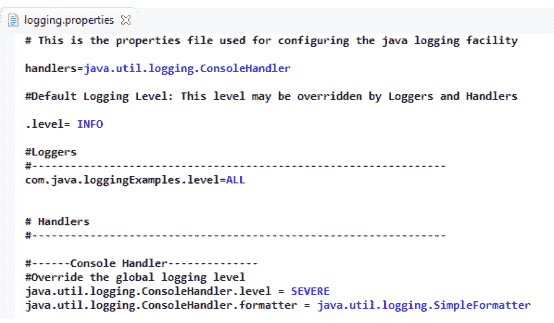 logging.properties
# This is the properties file used for configuring the java logging facility
handlers=java.util.logging.ConsoleHandler
#Default Logging Level: This level may be overridden by Loggers and Handlers
.level= INFO
#Loggers
#--------------------------------------------------------------
com.java.loggingExamples.level=ALL
# Handlers
#--------------------------------------------------------------
#------Console Handler--------------
#Override the global logging level
java.util.logging.ConsoleHandler.level = SEVERE
java.util.logging.ConsoleHandler.formatter = java.util.logging.SimpleFormatter